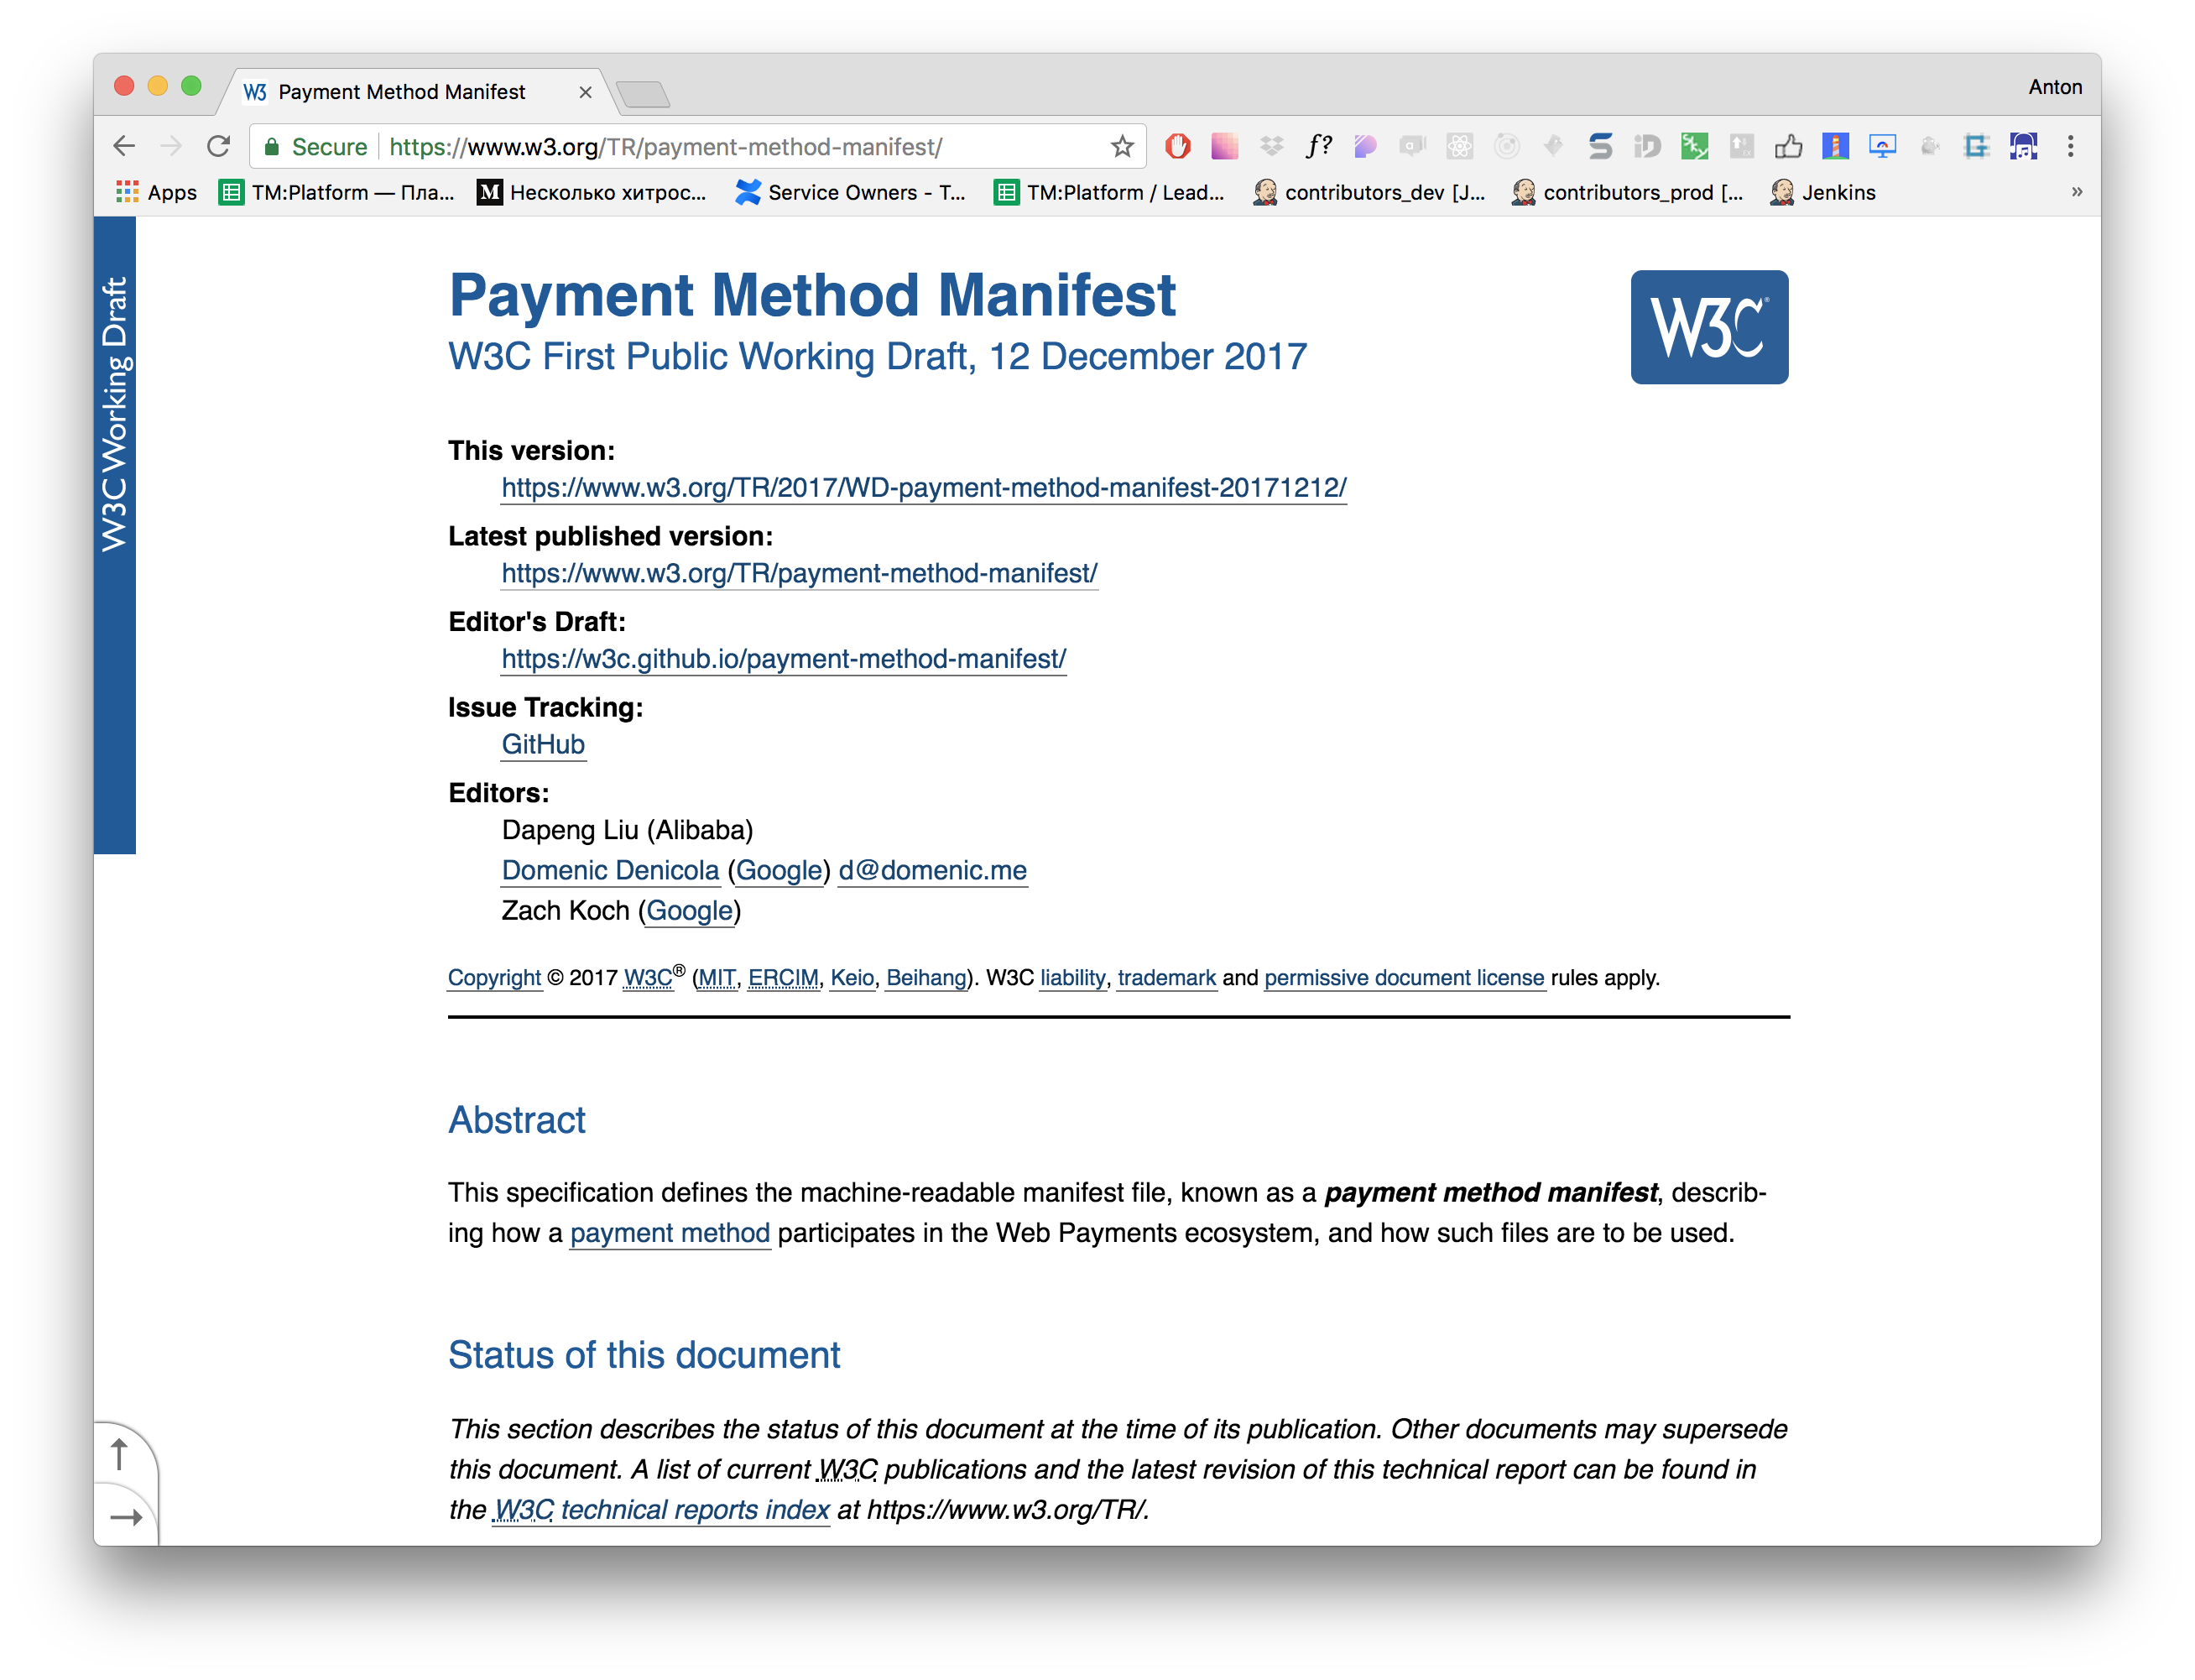 W3 Payment Method Manifest
Anton
Secure https://www.w3.org/TR/payment-method-manifest/
f?
Apps TM:Platform — Пла... M Несколько хитрос... Service Owners - T... TM:Platform / Lead... contributors_dev [J... contributors_prod [... Jenkins »
W3C Working Draft
Payment Method Manifest
W3C
W3C First Public Working Draft, 12 December 2017
This version:
https://www.w3.org/TR/2017/WD-payment-method-manifest-20171212/
Latest published version:
https://www.w3.org/TR/payment-method-manifest/
Editor's Draft:
https://w3c.github.io/payment-method-manifest/
Issue Tracking:
GitHub
Editors:
Dapeng Liu (Alibaba)
Domenic Denicola (Google) d@domenic.me
Zach Koch (Google)
Copyright © 2017 W3C® (MIT, ERCIM, Keio, Beihang). W3C liability, trademark and permissive document license rules apply.
Abstract
This specification defines the machine-readable manifest file, known as a payment method manifest, describ-
ing how a payment method participates in the Web Payments ecosystem, and how such files are to be used.
Status of this document
This section describes the status of this document at the time of its publication. Other documents may supersede
this document. A list of current W3C publications and the latest revision of this technical report can be found in
the W3C technical reports index at https://www.w3.org/TR/.